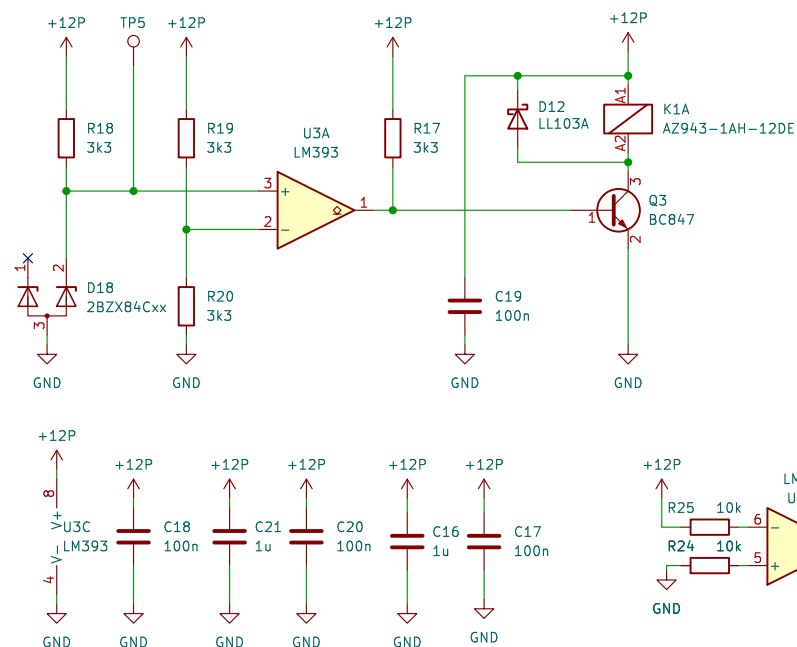 +12P
TP5
+12P
+12P
+12P
R18
3k3
R19
3k3
U3A
LM393
R17
3k3
D12
LL103A
A1
K1A
AZ943-1AH-12DE
A2
3
+
2
-
1
3
Q3
BC847
1
2
1
2
D18
2BZX84Cxx
3
R20
3k3
C19
100n
GND
GND
GND
GND
+12P
+12P
+12P
+12P
+12P
+12P
+12P
8
V+
U3C
LM393
V-
4
C18
100n
C21
1u
C20
100n
C16
1u
C17
100n
R25
10k
6
-
R24
10k
5
+
LM
U
GND
GND
GND
GND
GND
GND
GND